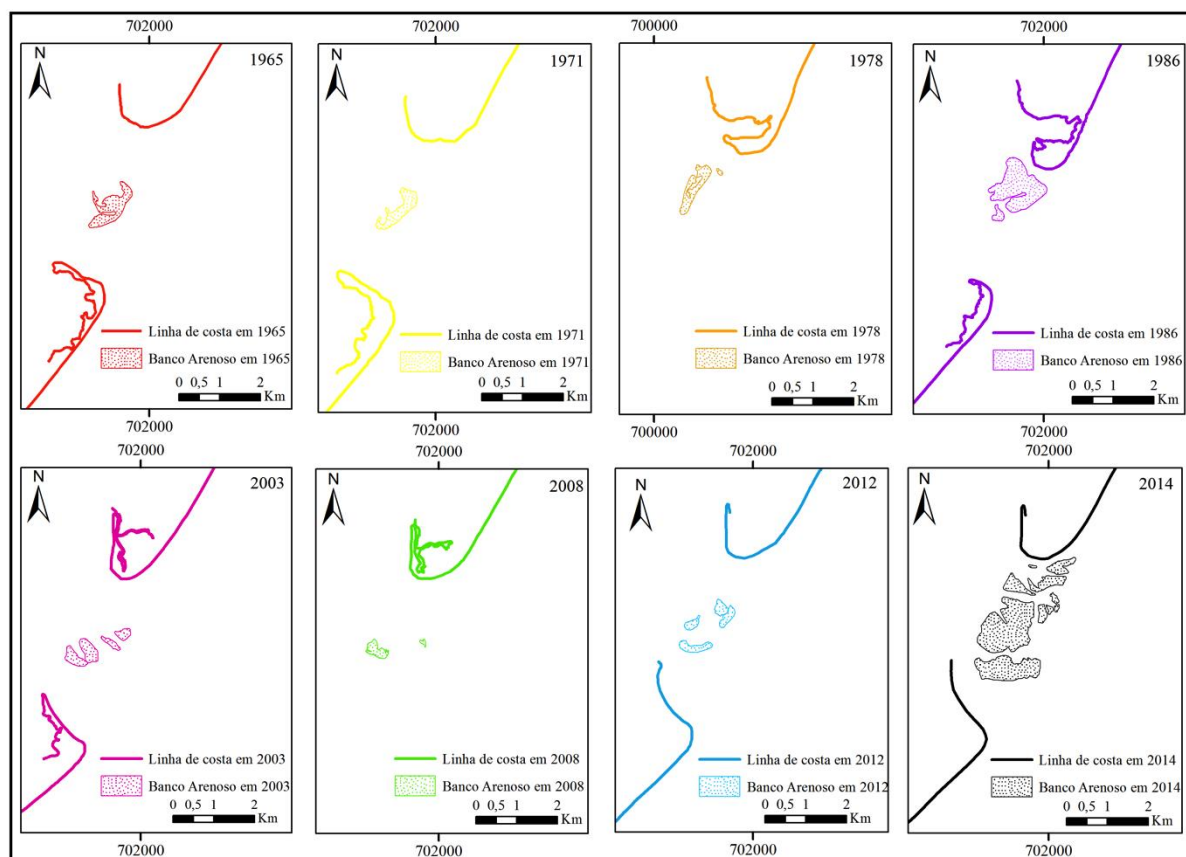 702000
N
1965
Linha de costa em 1965
Banco Arenoso em 1965
0 0,5 1 2
Km
702000
702000
N
1971
Linha de costa em 1971
Banco Arenoso em 1971
0 0,5 1 2
Km
702000
700000
N
1978
Linha de costa em 1978
Banco Arenoso em 1978
0 0,5 1 2
Km
700000
702000
N
1986
Linha de costa em 1986
Banco Arenoso em 1986
0 0,5 1 2
Km
702000
702000
N
2003
Linha de costa em 2003
Banco Arenoso em 2003
0 0,5 1 2
Km
702000
702000
N
2008
Linha de costa em 2008
Banco Arenoso em 2008
0 0,5 1 2
Km
702000
702000
N
2012
Linha de costa em 2012
Banco Arenoso em 2012
0 0,5 1 2
Km
702000
702000
N
2014
Linha de costa em 2014
Banco Arenoso em 2014
0 0,5 1 2
Km
702000